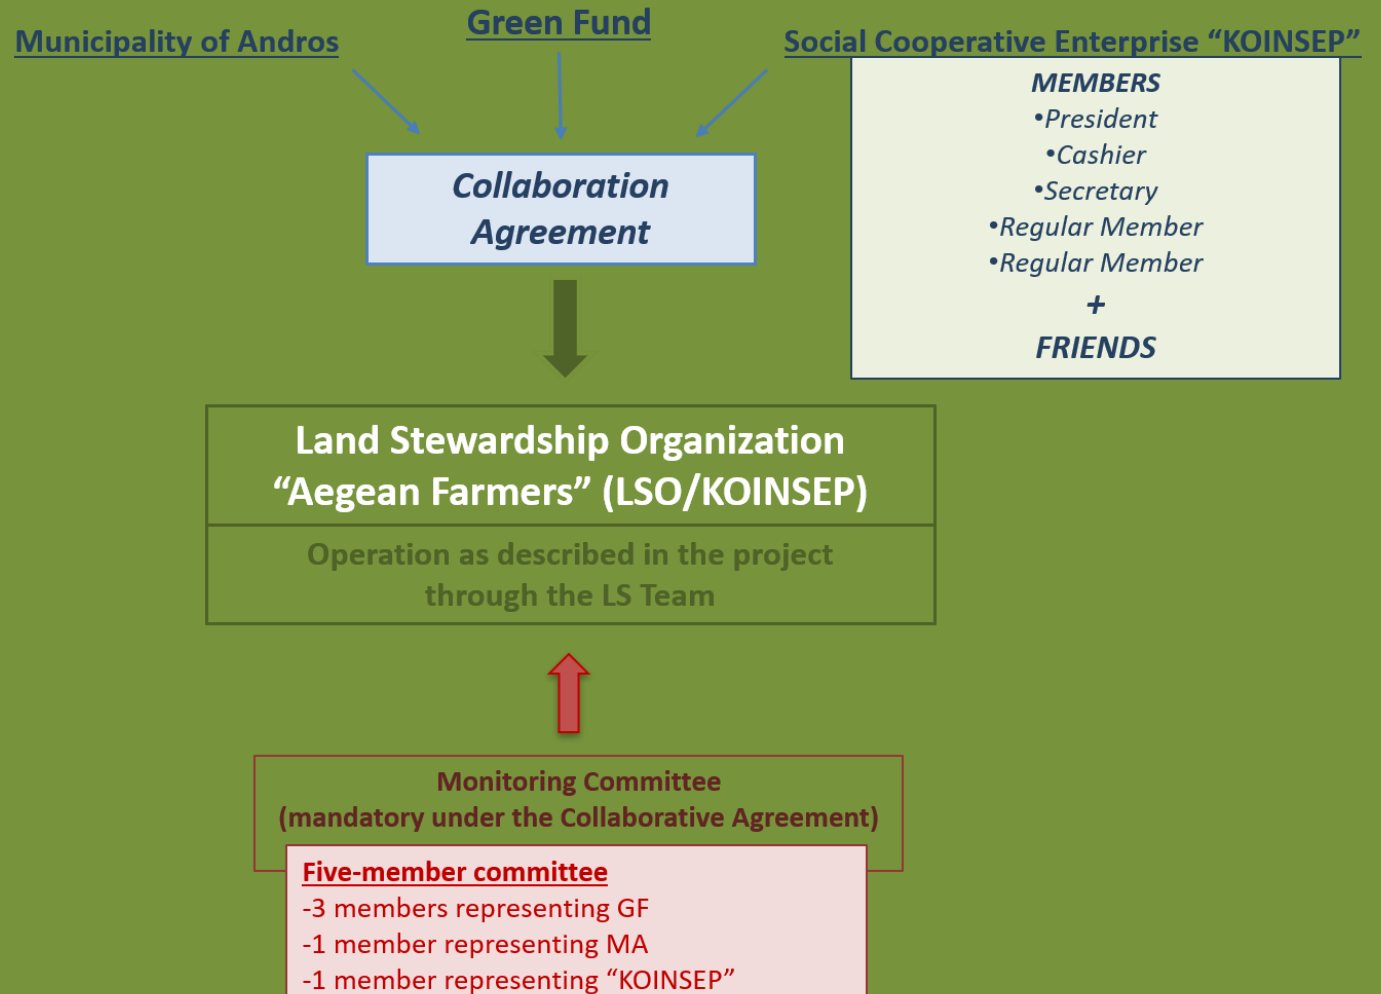 Municipality of Andros
Green Fund
Social Cooperative Enterprise “KOINSEP”
MEMBERS
•President
•Cashier
•Secretary
•Regular Member
•Regular Member
+
FRIENDS
Collaboration
Agreement
Land Stewardship Organization
“Aegean Farmers” (LSO/KOINSEP)
Operation as described in the project
through the LS Team
Monitoring Committee
(mandatory under the Collaborative Agreement)
Five-member committee
-3 members representing GF
-1 member representing MA
-1 member representing “KOINSEP”